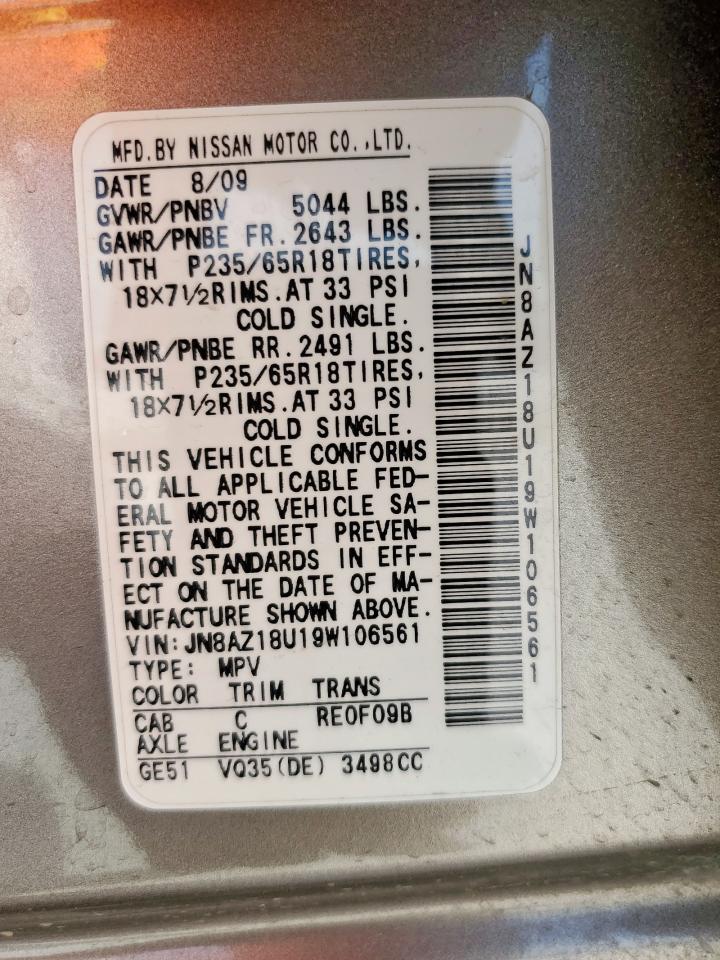 MFD.BY NISSAN MOTOR CO.,LTD.
DATE 8/09
GVWR/PNBV 5044 LBS.
GAWR/PNBE FR.2643 LBS.
WITH P235/65R18TIRES,
18×7½RIMS.AT 33 PSI
COLD SINGLE.
GAWR/PNBE RR.2491 LBS.
WITH P235/65R18TIRES,
18×7½RIMS.AT 33 PSI
COLD SINGLE.
THIS VEHICLE CONFORMS
TO ALL APPLICABLE FED-
ERAL MOTOR VEHICLE SA-
FETY AND THEFT PREVEN-
TION STANDARDS IN EFF-
ECT ON THE DATE OF MA-
NUFACTURE SHOWN ABOVE.
VIN:JN8AZ18U19W106561
TYPE: MPV
COLOR TRIM TRANS
CAB C RE0F09B
AXLE ENGINE
GE51 VQ35(DE) 3498CC
JN8AZ18U19W106561